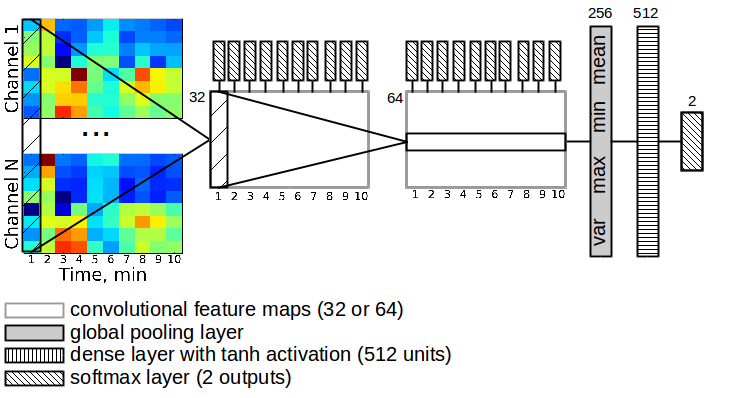 256 512
Channel 1
mean
32
64
2
min
...
1 2 3 4 5 6 7 8 9 10
1 2 3 4 5 6 7 8 9 10
Channel N
max
var
1 2 3 4 5 6 7 8 9 10
Time, min
convolutional feature maps (32 or 64)
global pooling layer
dense layer with tanh activation (512 units)
softmax layer (2 outputs)